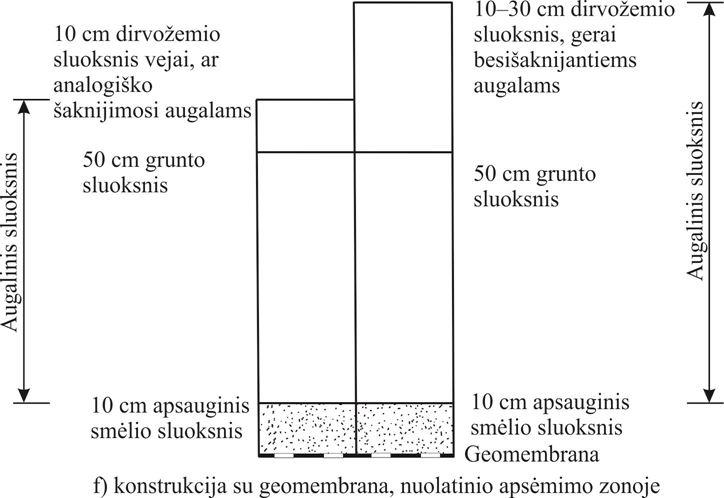 10 cm dirvožemio
sluoksnis vejai, ar
analogiško
šaknijimosi augalams
10–30 cm dirvožemio
sluoksnis, gerai
besišaknijantiems
augalams
50 cm grunto
sluoksnis
50 cm grunto
sluoksnis
Augalinis sluoksnis
Augalinis sluoksnis
10 cm apsauginis
smėlio sluoksnis
10 cm apsauginis
smėlio sluoksnis
Geomembrana
f) konstrukcija su geomembrana, nuolatinio apsėmimo zonoje